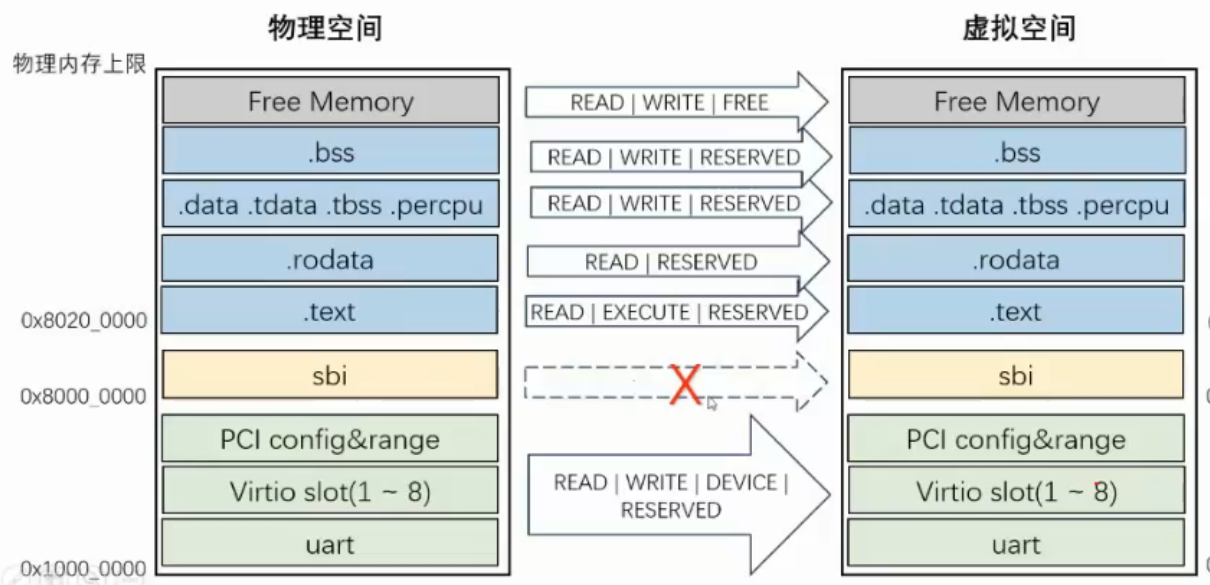 物理空间
虚拟空间
物理内存上限
Free Memory
READ | WRITE | FREE
Free Memory
.bss
READ | WRITE | RESERVED
.bss
.data .tdata .tbss .percpu
READ | WRITE | RESERVED
.data .tdata .tbss .percpu
.rodata
READ | RESERVED
.rodata
.text
READ | EXECUTE | RESERVED
.text
0x8020_0000
sbi
X
sbi
0x8000_0000
PCI config&range
PCI config&range
Virtio slot(1 ~ 8)
READ | WRITE | DEVICE |
RESERVED
Virtio slot(1 ~ 8)
uart
uart
0x1000_0000